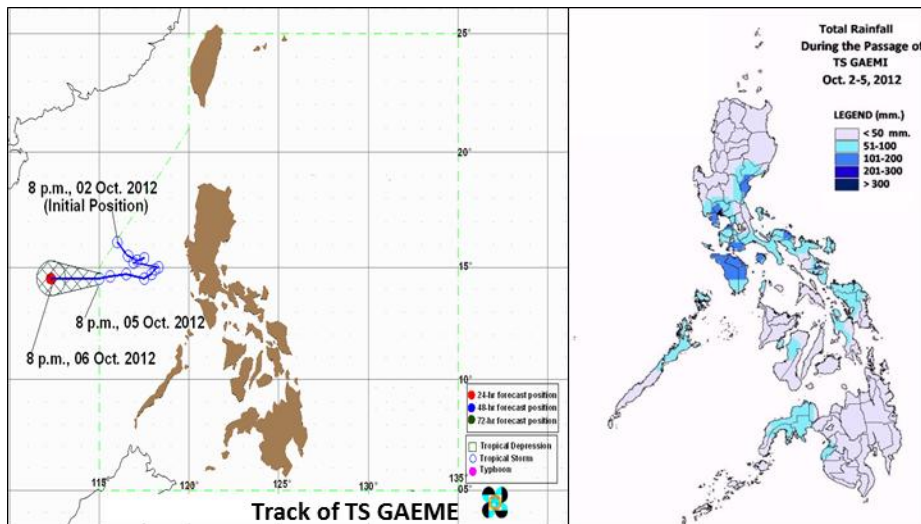 25°
20°
15°
10°
05°
115°
120°
125°
130°
135°
8 p.m., 02 Oct. 2012
(Initial Position)
8 p.m., 05 Oct. 2012
8 p.m., 06 Oct. 2012
24-hr forecast position
48-hr forecast position
72-hr forecast position
Tropical Depression
Tropical Storm
Typhoon
Track of TS GAEME
Total Rainfall
During the Passage of
TS GAEMI
Oct. 2-5, 2012
LEGEND (mm.)
< 50 mm.
51-100
101-200
201-300
> 300